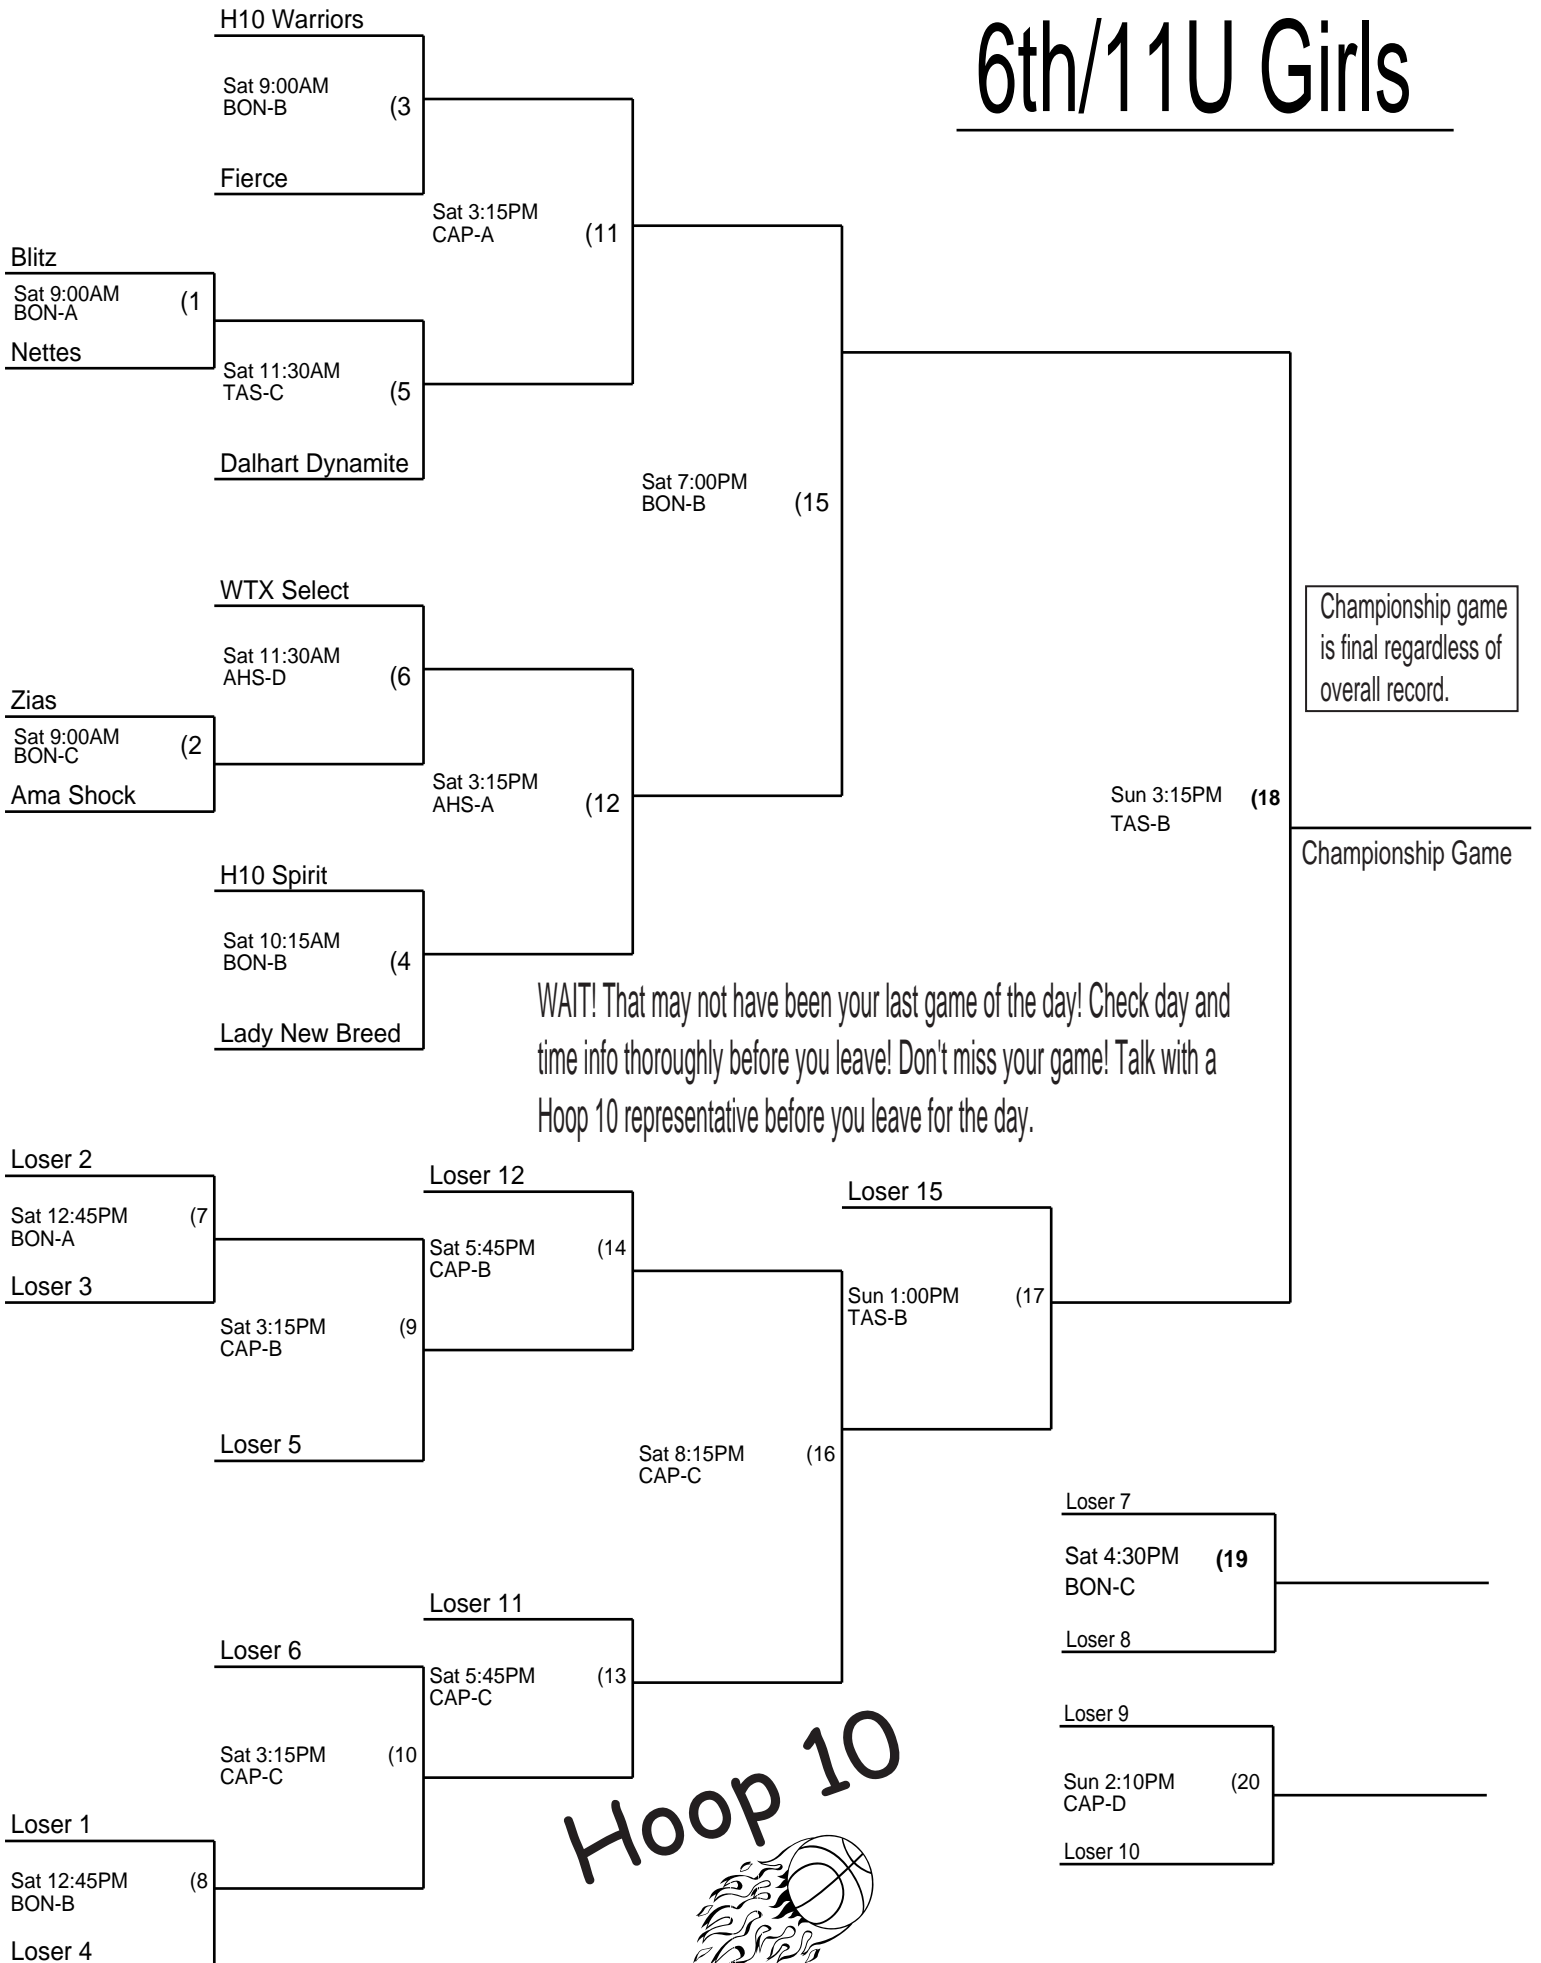 H10 Warriors
6th/11U Girls
Sat 9:00AM
BON-B
(3
Fierce
Sat 3:15PM
CAP-A
(11
Blitz
Sat 9:00AM
BON-A
(1
Nettes
Sat 11:30AM
TAS-C
(5
Dalhart Dynamite
Sat 7:00PM
BON-B
(15
WTX Select
Sat 11:30AM
AHS-D
(6
Championship game
is final regardless of
overall record.
Zias
Sat 9:00AM
BON-C
(2
Ama Shock
Sat 3:15PM
AHS-A
(12
Sun 3:15PM
TAS-B
(18
Championship Game
H10 Spirit
Sat 10:15AM
BON-B
(4
Lady New Breed
WAIT! That may not have been your last game of the day! Check day and
time info thoroughly before you leave! Don't miss your game! Talk with a
Hoop 10 representative before you leave for the day.
Loser 2
Sat 12:45PM
BON-A
(7
Loser 3
Loser 12
Sat 5:45PM
CAP-B
(14
Loser 15
Sun 1:00PM
TAS-B
(17
Sat 3:15PM
CAP-B
(9
Loser 5
Sat 8:15PM
CAP-C
(16
Loser 7
Sat 4:30PM
BON-C
(19
Loser 8
Loser 11
Loser 6
Sat 5:45PM
CAP-C
(13
Sat 3:15PM
CAP-C
(10
Hoop 10
Loser 9
Sun 2:10PM
CAP-D
(20
Loser 10
Loser 1
Sat 12:45PM
BON-B
(8
Loser 4